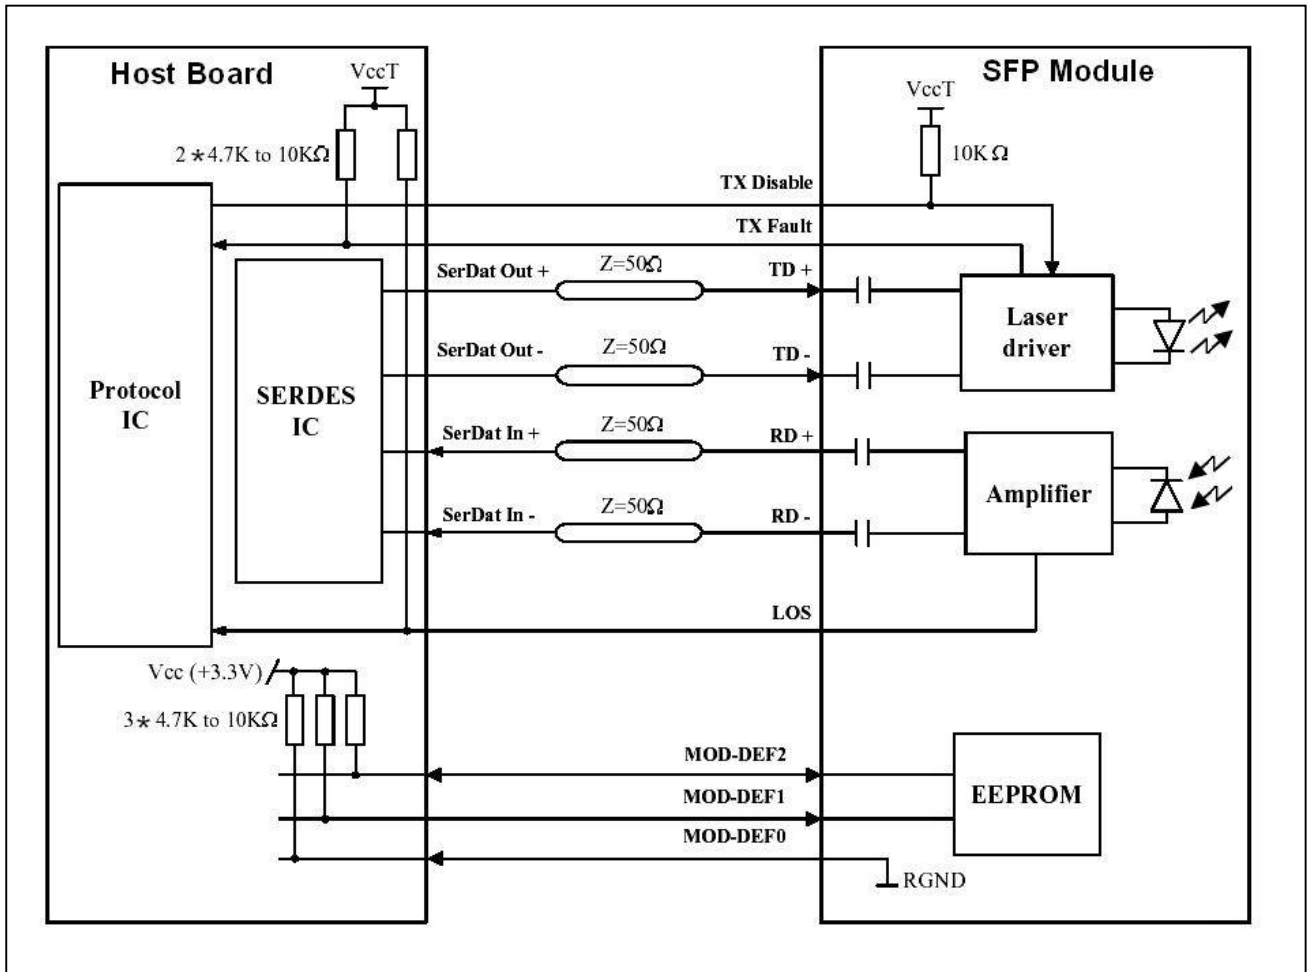 Host Board
SFP Module
VccT
VccT
2*4.7K to 10KΩ
10KΩ
TX Disable
TX Fault
SerDat Out +
Z=50Ω
TD +
SerDat Out -
Z=50Ω
TD -
Laser
driver
Protocol
IC
SERDES
IC
SerDat In +
Z=50Ω
RD +
SerDat In -
Z=50Ω
RD -
Amplifier
LOS
Vcc (+3.3V)
3* 4.7K to 10KΩ
MOD-DEF2
MOD-DEF1
MOD-DEF0
EEPROM
RGND